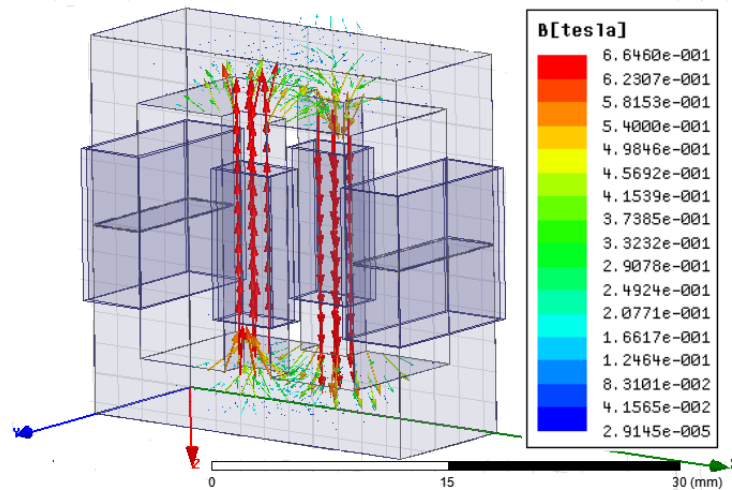 B[tesla]
6.6460e-001
6.2307e-001
5.8153e-001
5.4000e-001
4.9846e-001
4.5692e-001
4.1539e-001
3.7385e-001
3.3232e-001
2.9078e-001
2.4924e-001
2.0771e-001
1.6617e-001
1.2464e-001
8.3101e-002
4.1565e-002
2.9145e-005
Z
0 15 30 (mm)